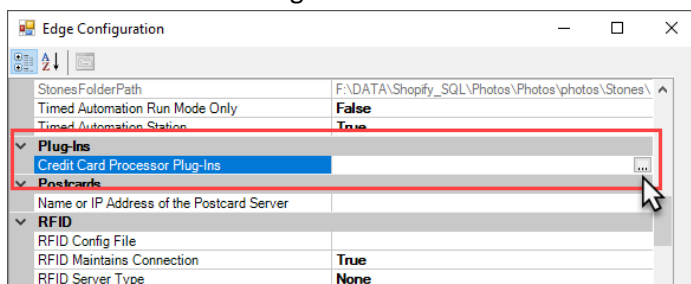 Edge Configuration
StonesFolderPath F:\DATA\Shopify_SQL\Photos\Photos\photos\Stones\
Timed Automation Run Mode Only False
Timed Automation Station True
Plug-Ins
Credit Card Processor Plug-Ins ...
Postcards
Name or IP Address of the Postcard Server
RFID
RFID Config File
RFID Maintains Connection True
RFID Server Type None